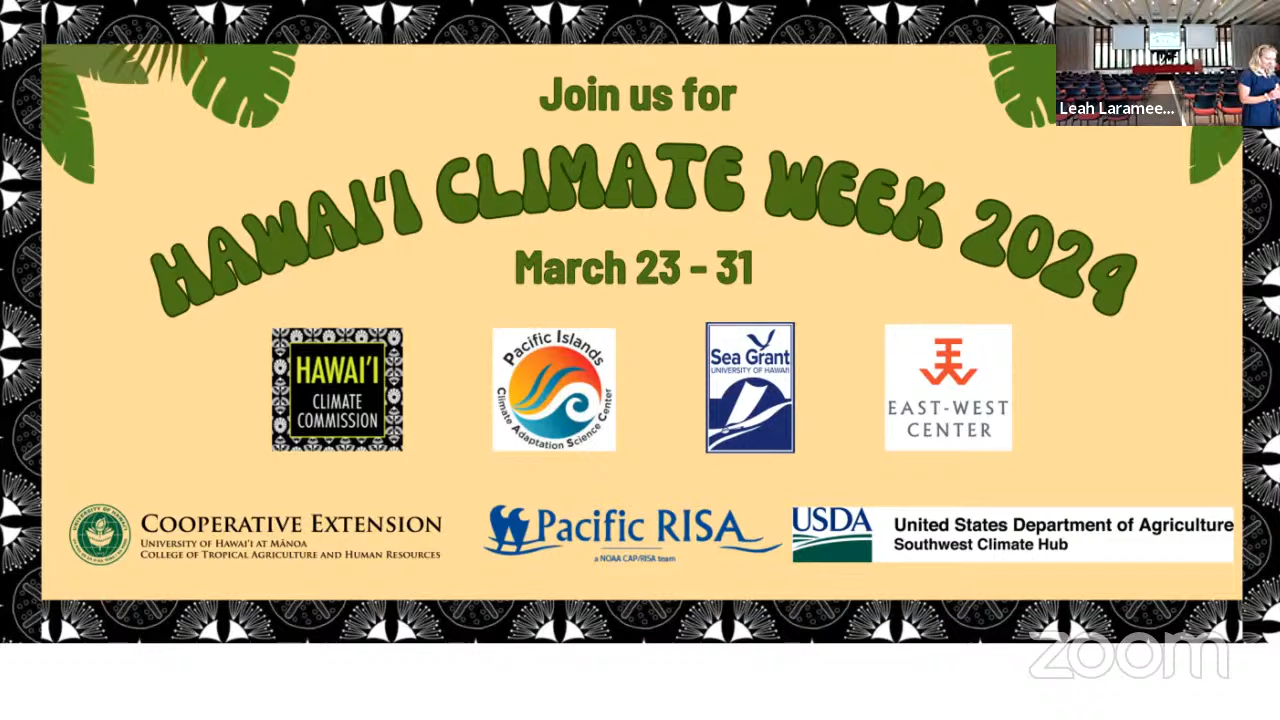 Join us for
HAWAI‘I CLIMATE WEEK 2024
March 23 - 31
Leah Laramee...
HAWAI‘I
CLIMATE
COMMISSION
Pacific Islands
Climate Adaptation Science Center
Sea Grant
UNIVERSITY OF HAWAI‘I
EAST-WEST
CENTER
UNIVERSITY OF HAWAI‘I
COOPERATIVE EXTENSION
UNIVERSITY OF HAWAI‘I AT MĀNOA
COLLEGE OF TROPICAL AGRICULTURE AND HUMAN RESOURCES
Pacific RISA
a NOAA CAP/RISA team
USDA
United States Department of Agriculture
Southwest Climate Hub
zoom